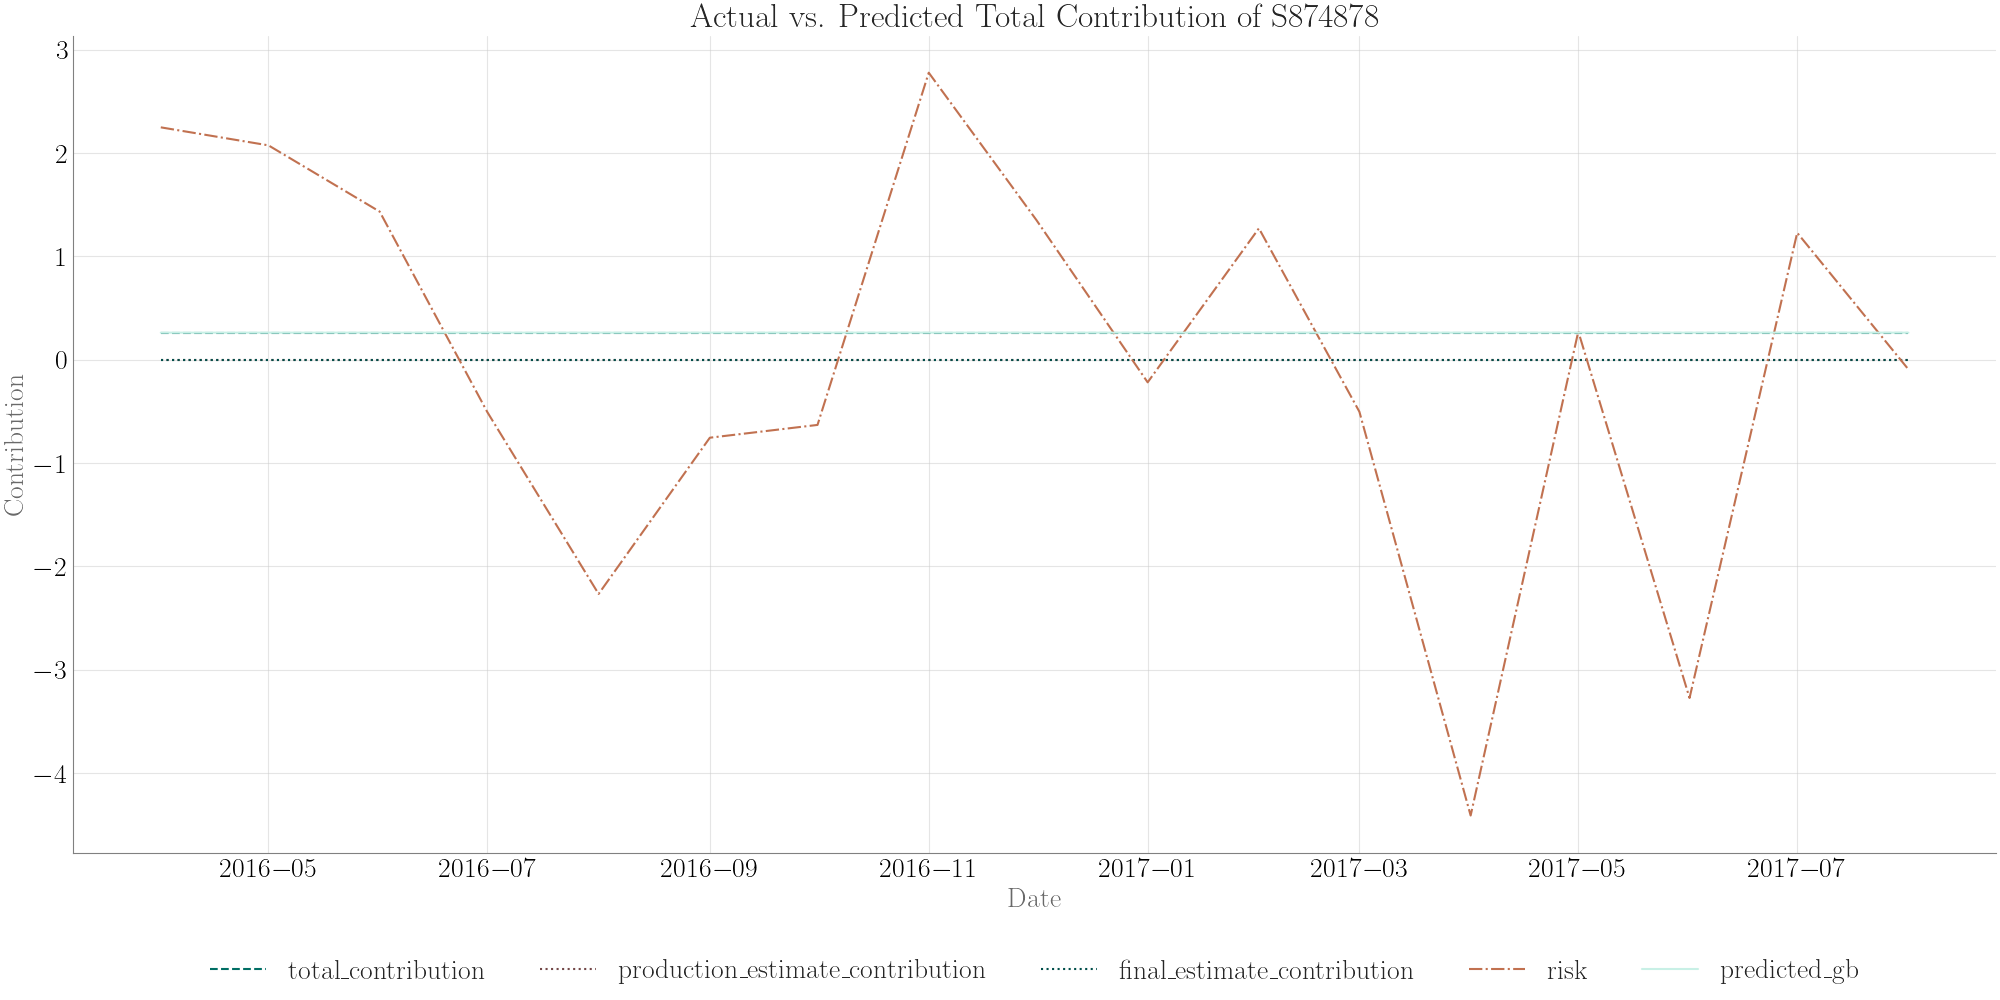 Actual vs. Predicted Total Contribution of S874878
3
2
1
0
−1
−2
−3
−4
Contribution
2016−05 2016−07 2016−09 2016−11 2017−01 2017−03 2017−05 2017−07
Date
total_contribution production_estimate_contribution final_estimate_contribution risk predicted_gb